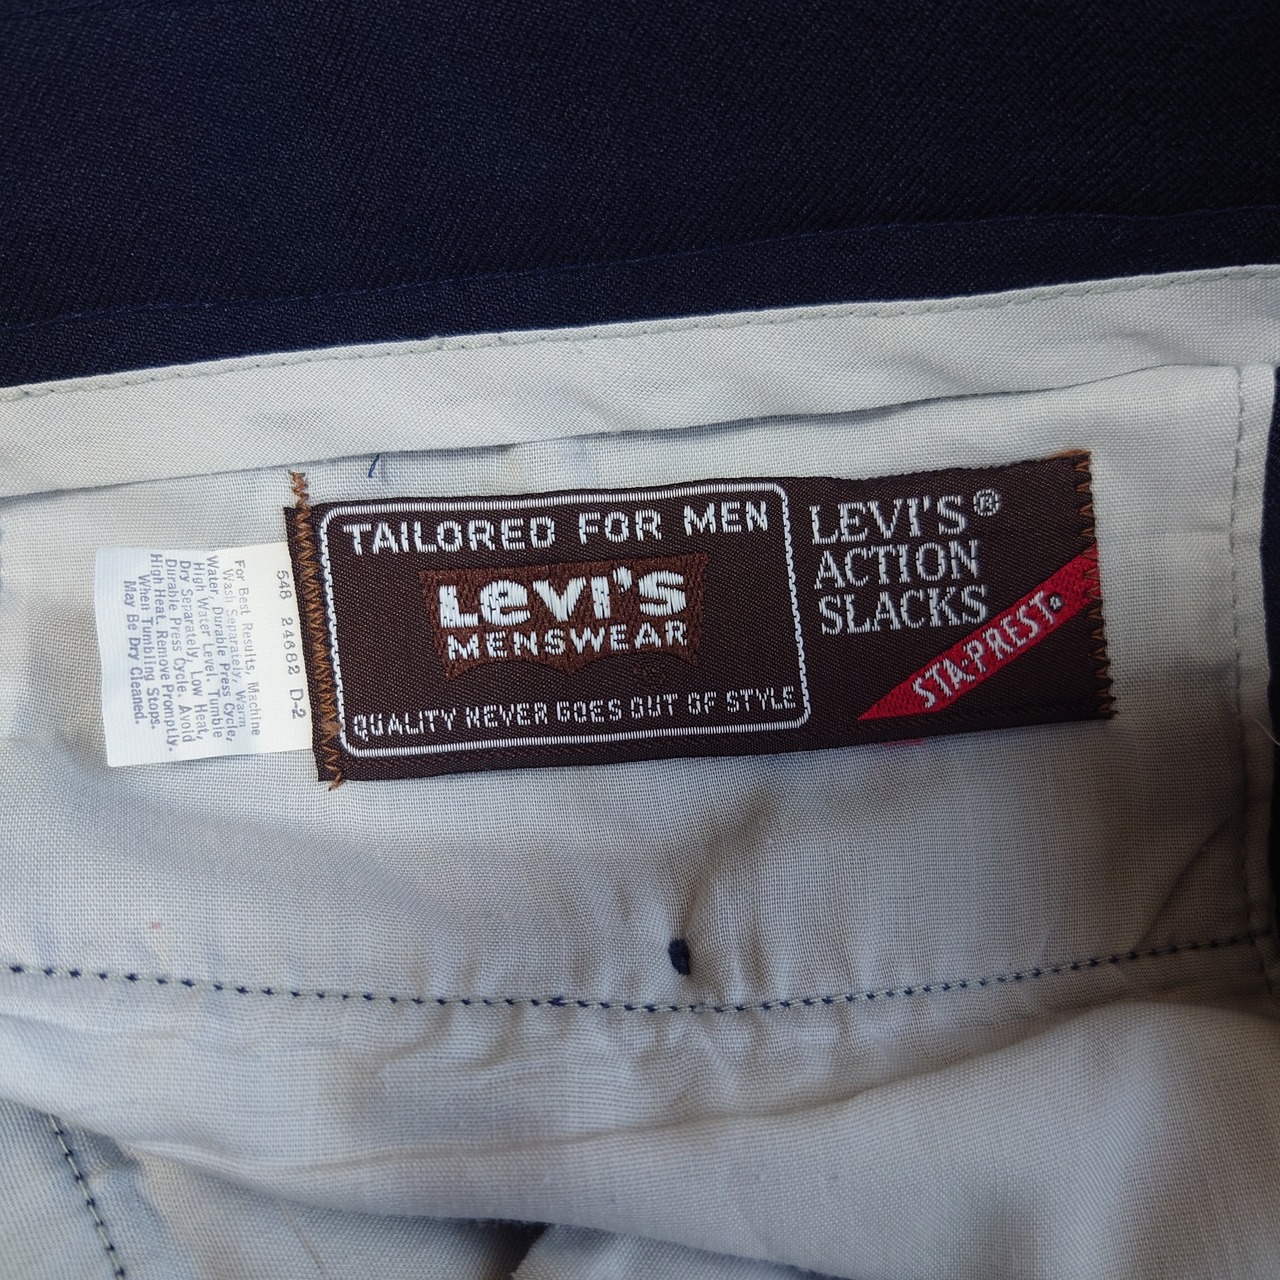 TAILORED FOR MEN
Levi's
MENSWEAR
QUALITY NEVER GOES OUT OF STYLE
LEVI'S®
ACTION
SLACKS
STA-PREST®
548 24682 D-2
For Best Results, Machine
Wash Separately, Warm
Water, Durable Press Cycle,
High Water Level. Tumble
Dry Separately, Low Heat,
Durable Press Cycle. Avoid
High Heat. Remove Promptly.
When Tumbling Stops.
May Be Dry Cleaned.